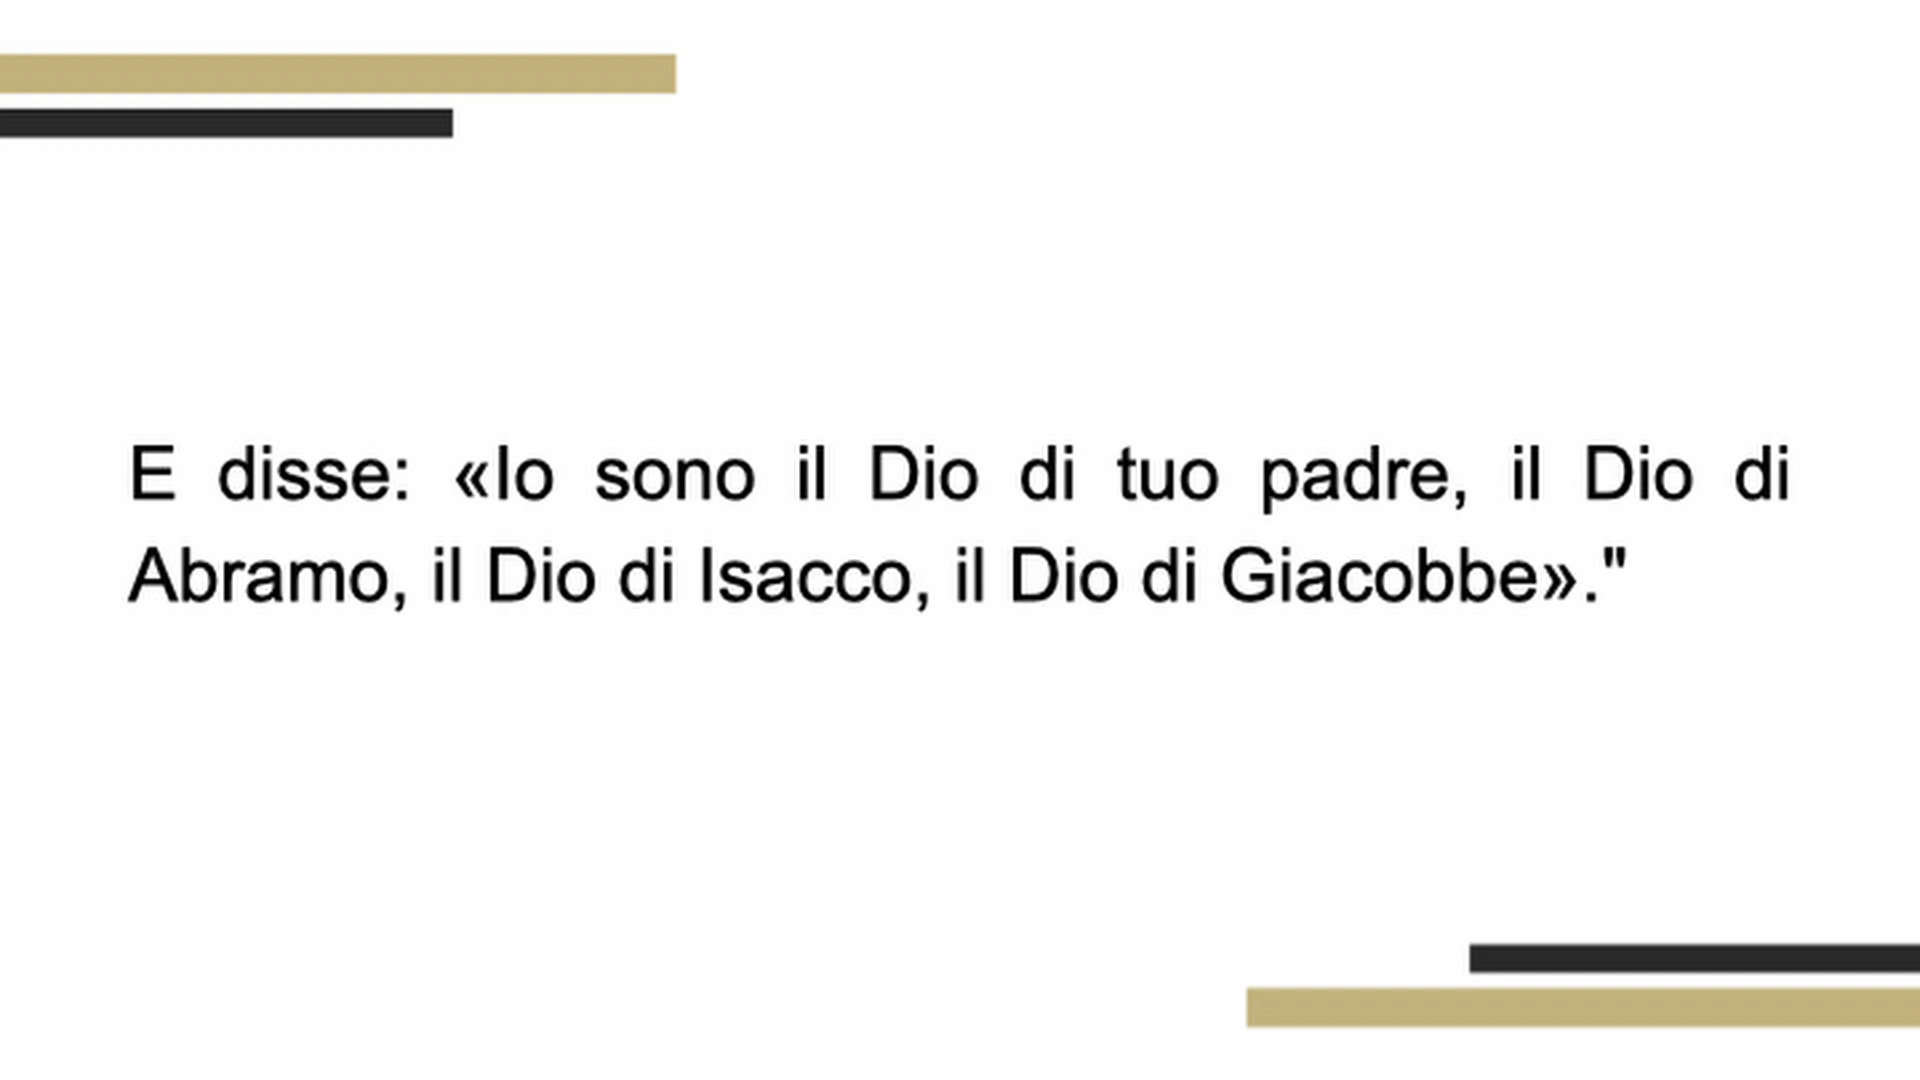 E disse: «Io sono il Dio di tuo padre, il Dio di
Abramo, il Dio di Isacco, il Dio di Giacobbe»."